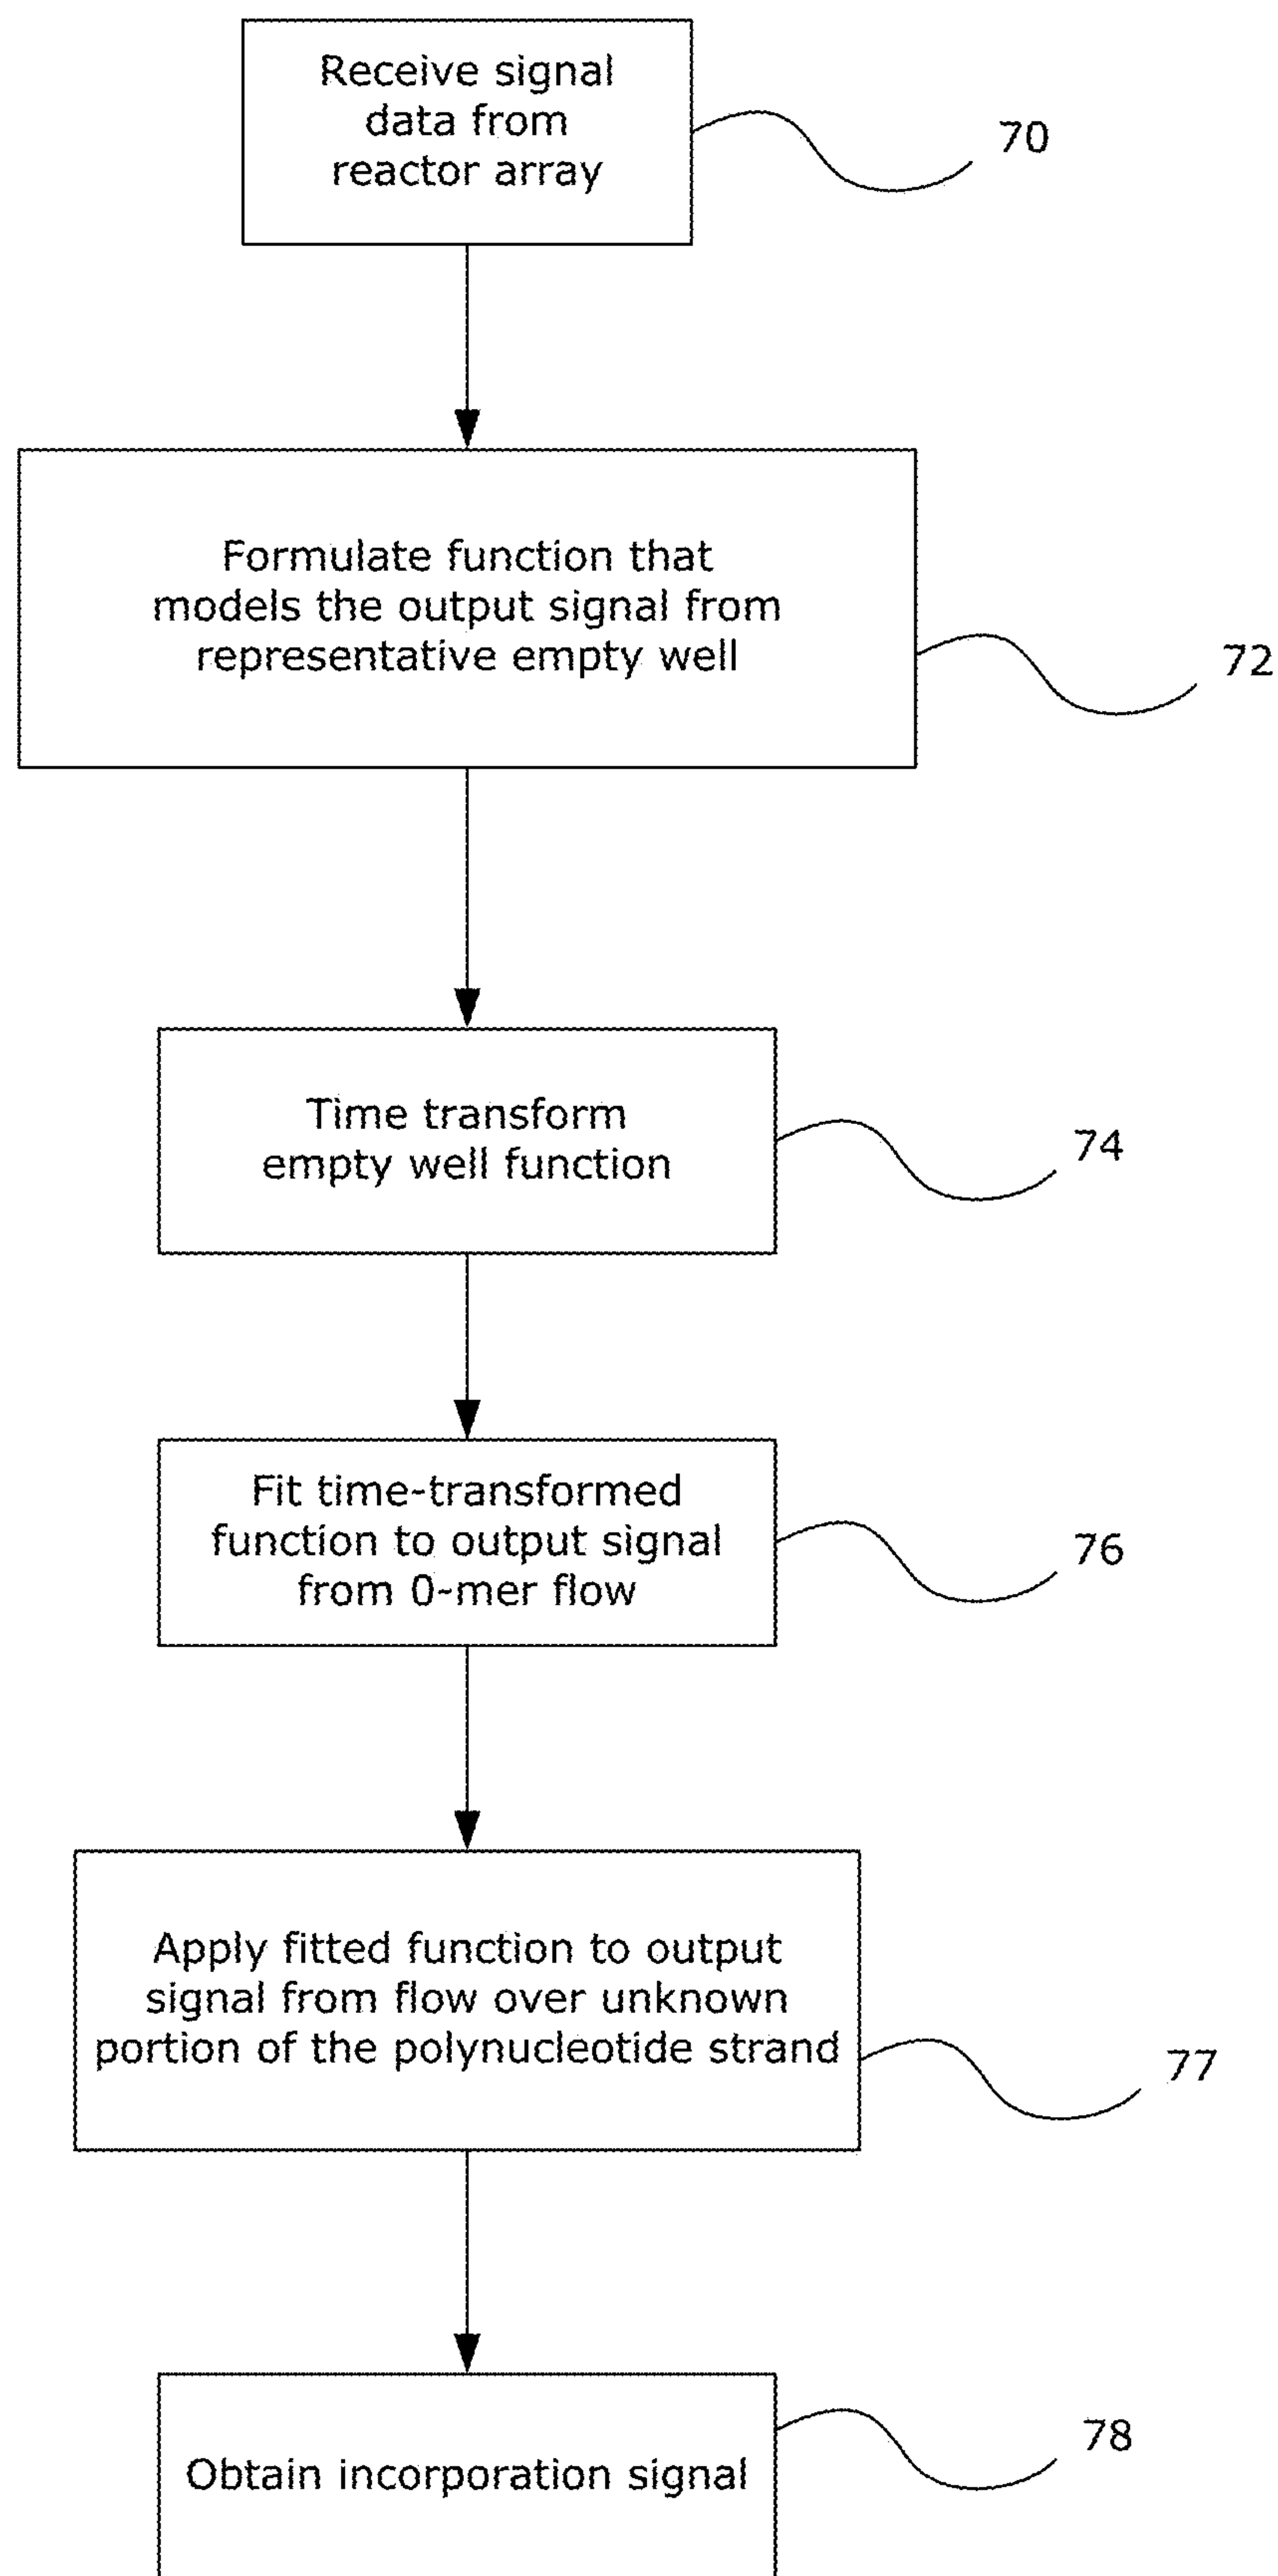 Receive signal
data from
reactor array
70
Formulate function that
models the output signal from
representative empty well
72
Time transform
empty well function
74
Fit time-transformed
function to output signal
from 0-mer flow
76
Apply fitted function to output
signal from flow over unknown
portion of the polynucleotide strand
77
Obtain incorporation signal
78